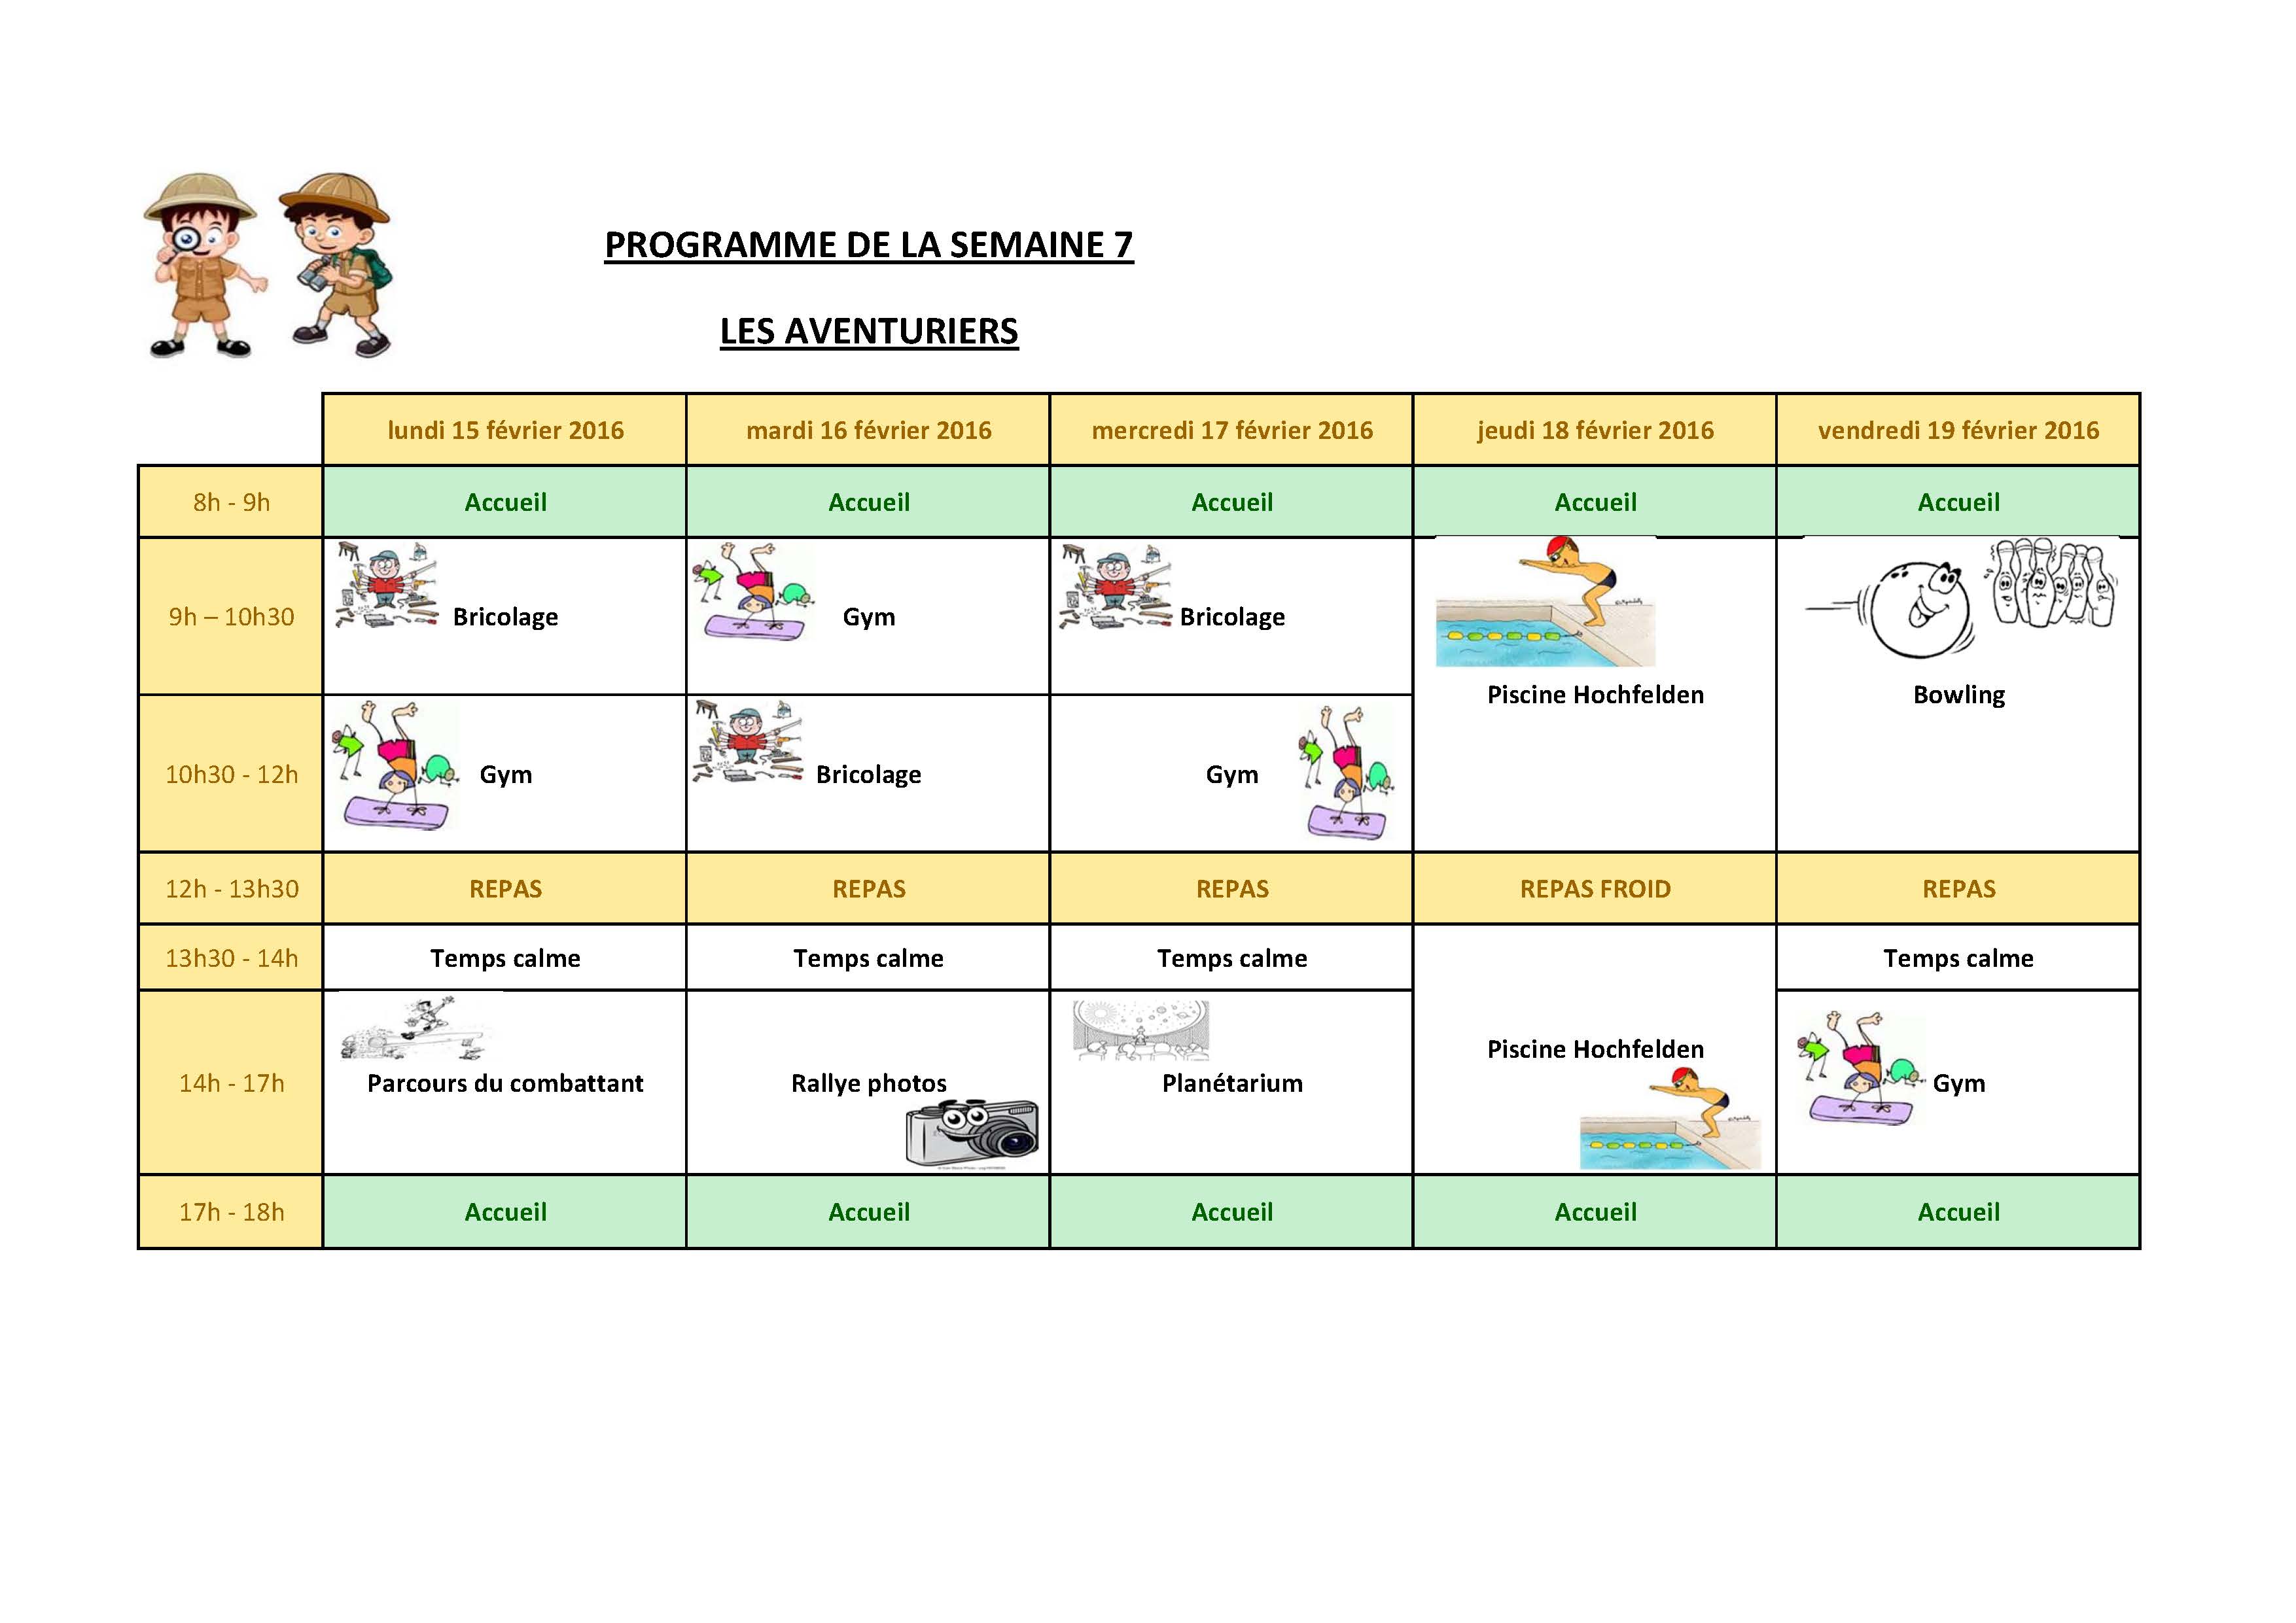 PROGRAMME DE LA SEMAINE 7
LES AVENTURIERS
lundi 15 février 2016 mardi 16 février 2016 mercredi 17 février 2016 jeudi 18 février 2016 vendredi 19 février 2016
8h - 9h Accueil Accueil Accueil Accueil Accueil
9h – 10h30 Bricolage Gym Bricolage
Piscine Hochfelden Bowling
10h30 - 12h Gym Bricolage Gym
12h - 13h30 REPAS REPAS REPAS REPAS FROID REPAS
13h30 - 14h Temps calme Temps calme Temps calme Temps calme
Piscine Hochfelden
14h - 17h Parcours du combattant Rallye photos Planétarium Gym
17h - 18h Accueil Accueil Accueil Accueil Accueil